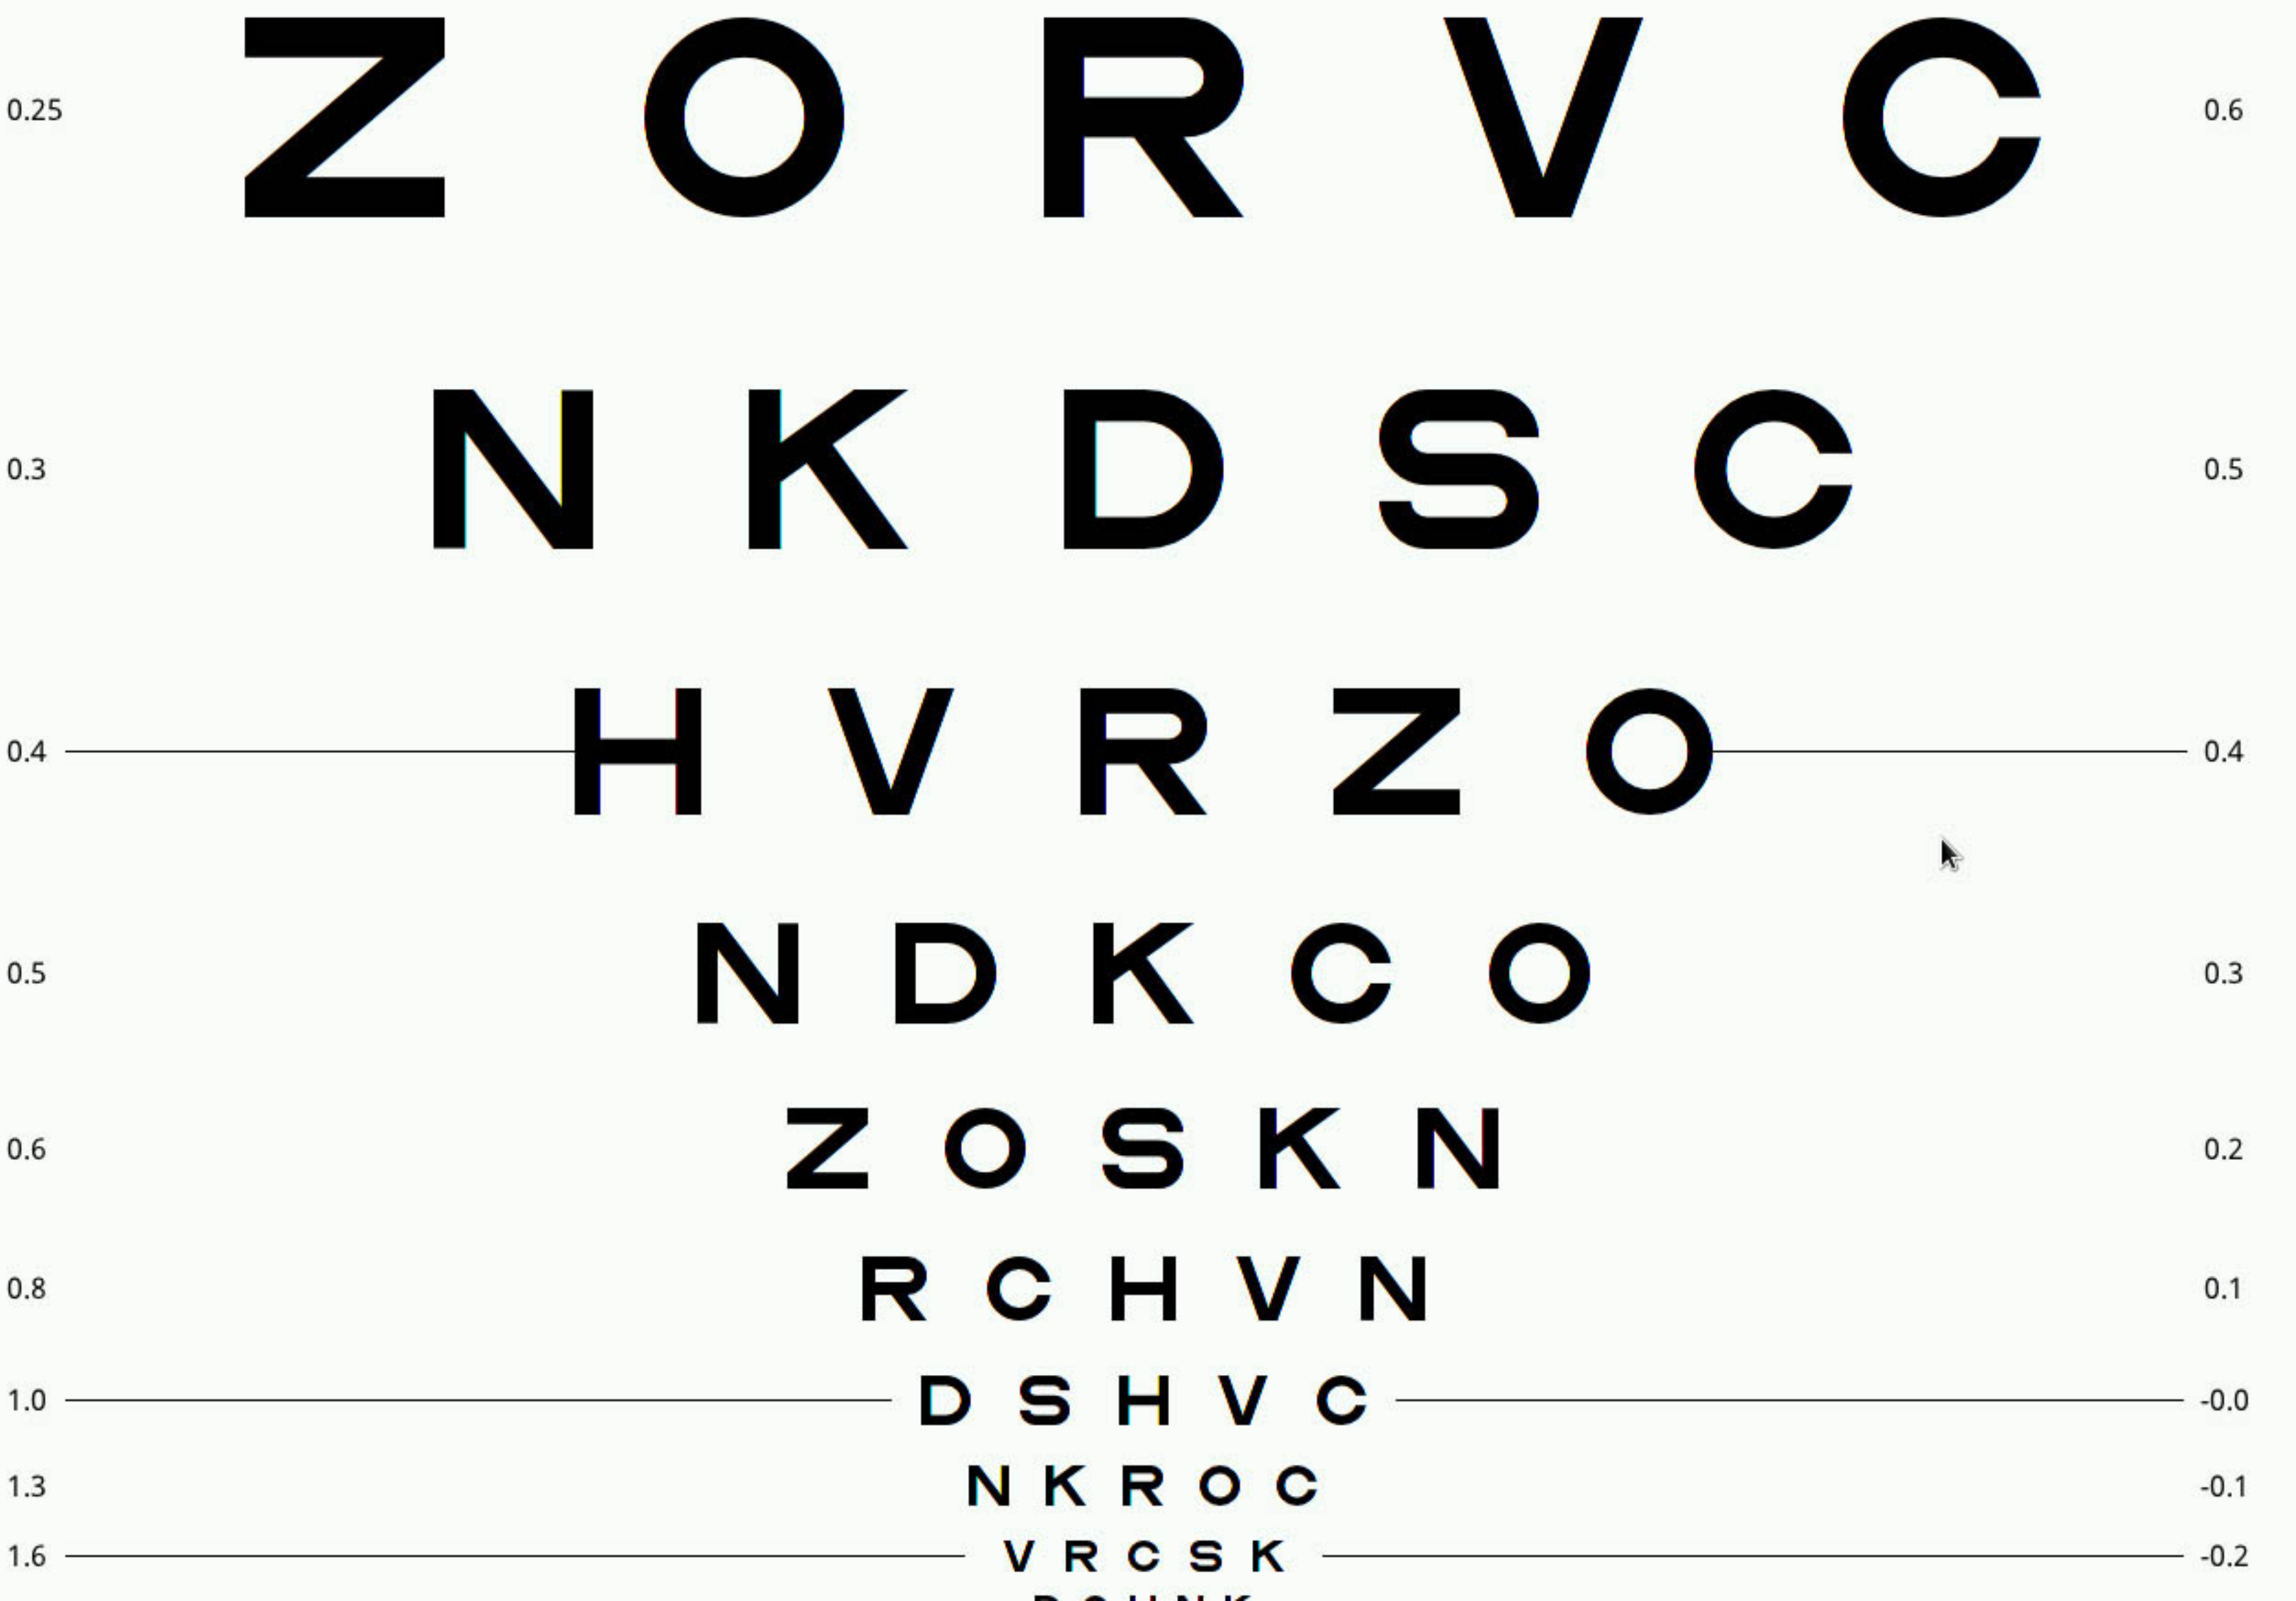 0.25 Z O R V C 0.6
0.3 N K D S C 0.5
0.4 H V R Z O 0.4
0.5 N D K C O 0.3
0.6 Z O S K N 0.2
0.8 R C H V N 0.1
1.0 D S H V C -0.0
1.3 N K R O C -0.1
1.6 V R C S K -0.2